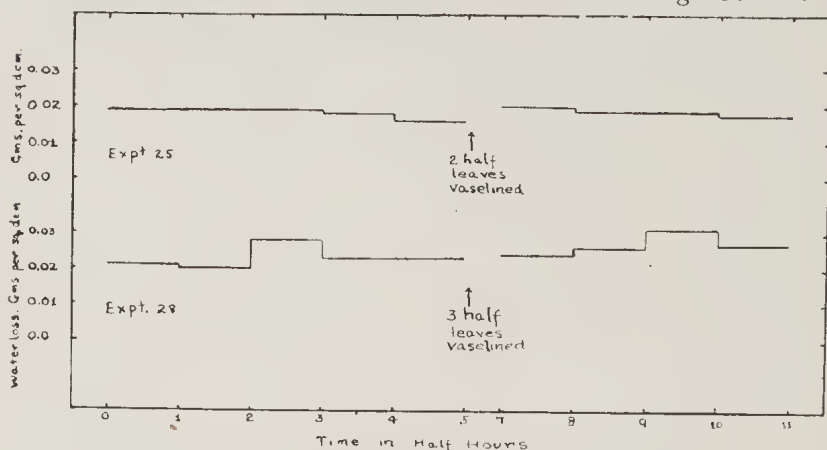 Gms. per sq dcm.
0.03
0.02
0.01
0.0
Expt 25
2 half
leaves
vaselined
Water loss. Gms per sq. dcm
0.03
0.02
0.01
0.0
Expt. 28
3 half
leaves
vaselined
0 1 2 3 4 5 7 8 9 10 11
Time in Half Hours